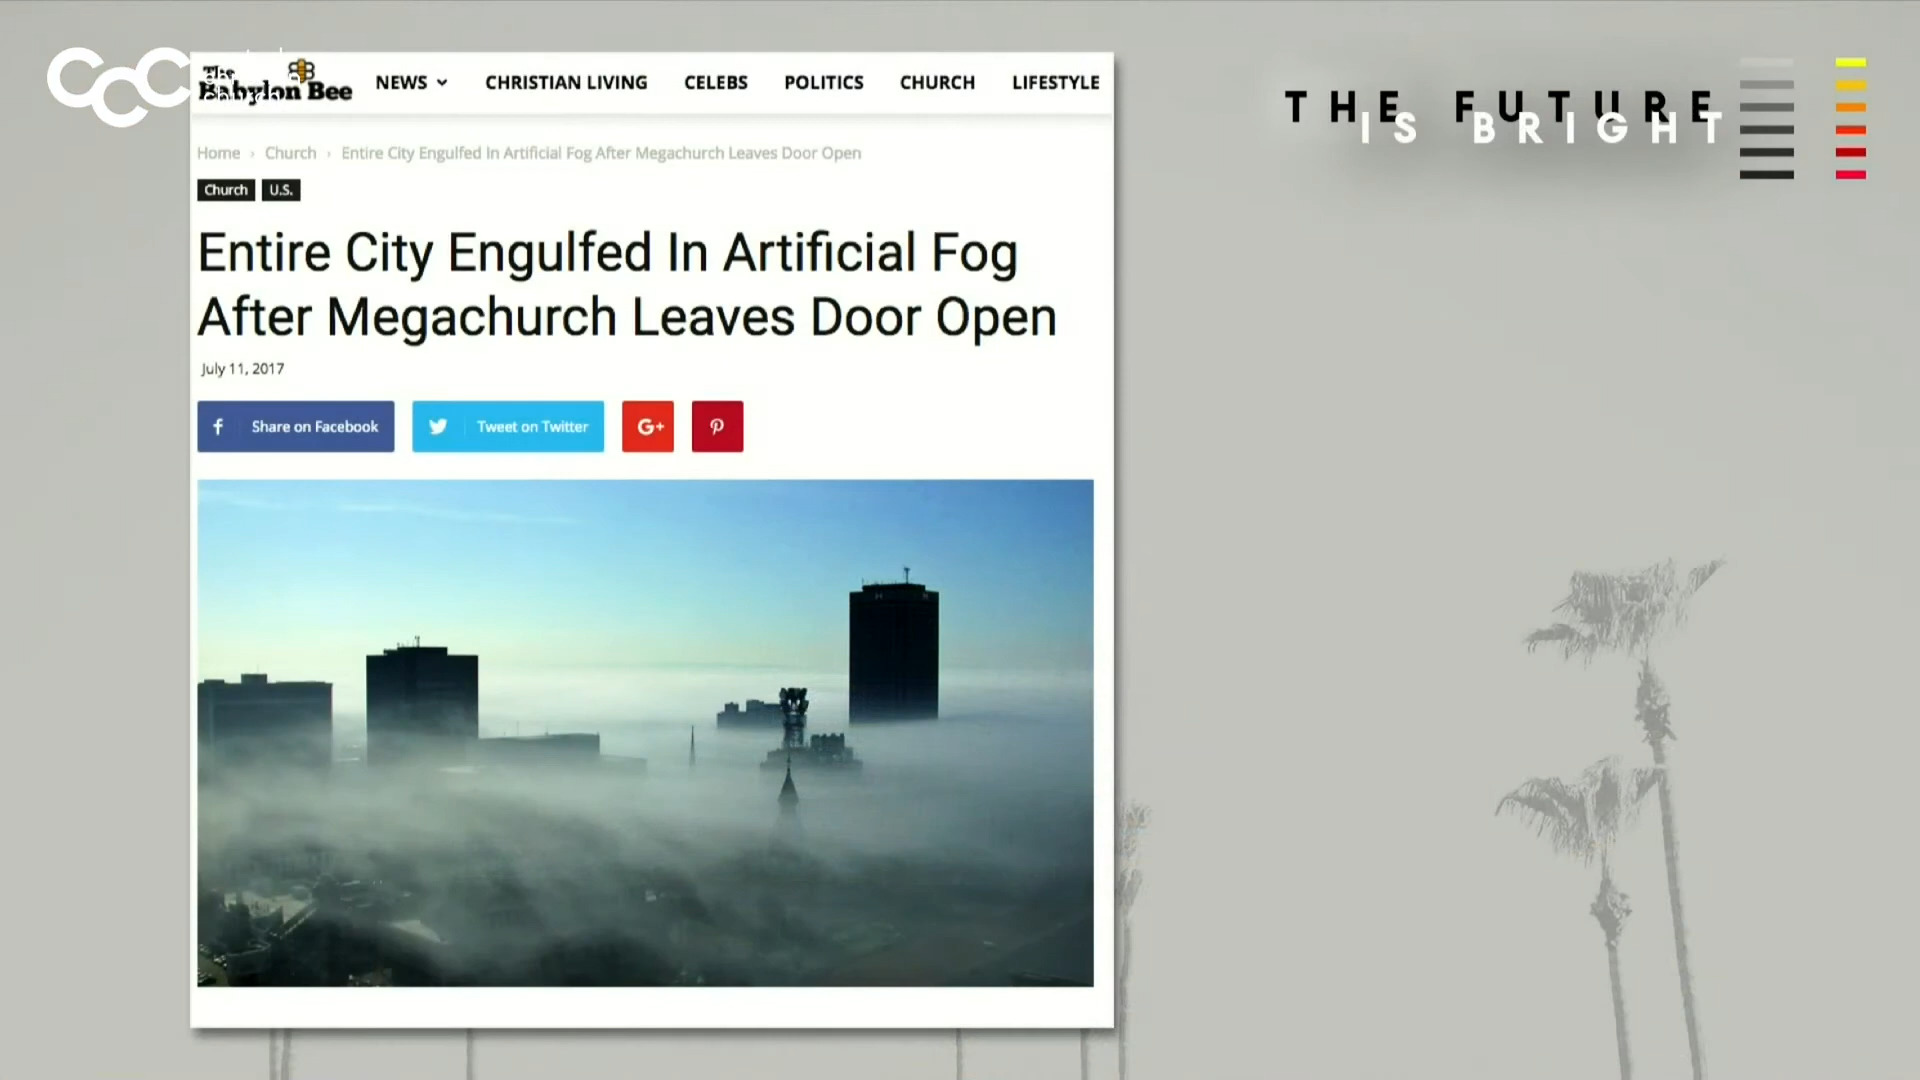 CCC
church
The
Babylon Bee
NEWS
CHRISTIAN LIVING
CELEBS
POLITICS
CHURCH
LIFESTYLE
THE FUTURE
IS BRIGHT
Home › Church › Entire City Engulfed In Artificial Fog After Megachurch Leaves Door Open
Church
U.S.
Entire City Engulfed In Artificial Fog
After Megachurch Leaves Door Open
July 11, 2017
Share on Facebook
Tweet on Twitter
G+